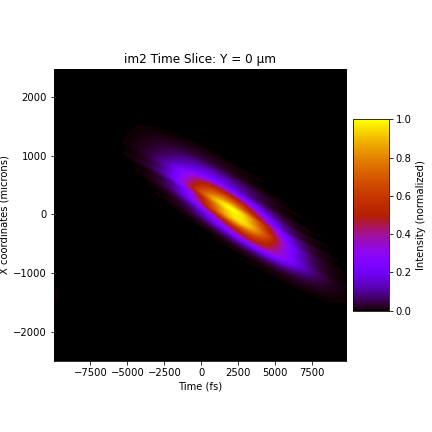 im2 Time Slice: Y = 0 μm
2000
1000
0
−1000
−2000
X coordinates (microns)
−7500 −5000 −2500 0 2500 5000 7500
Time (fs)
1.0
0.8
0.6
0.4
0.2
0.0
Intensity (normalized)